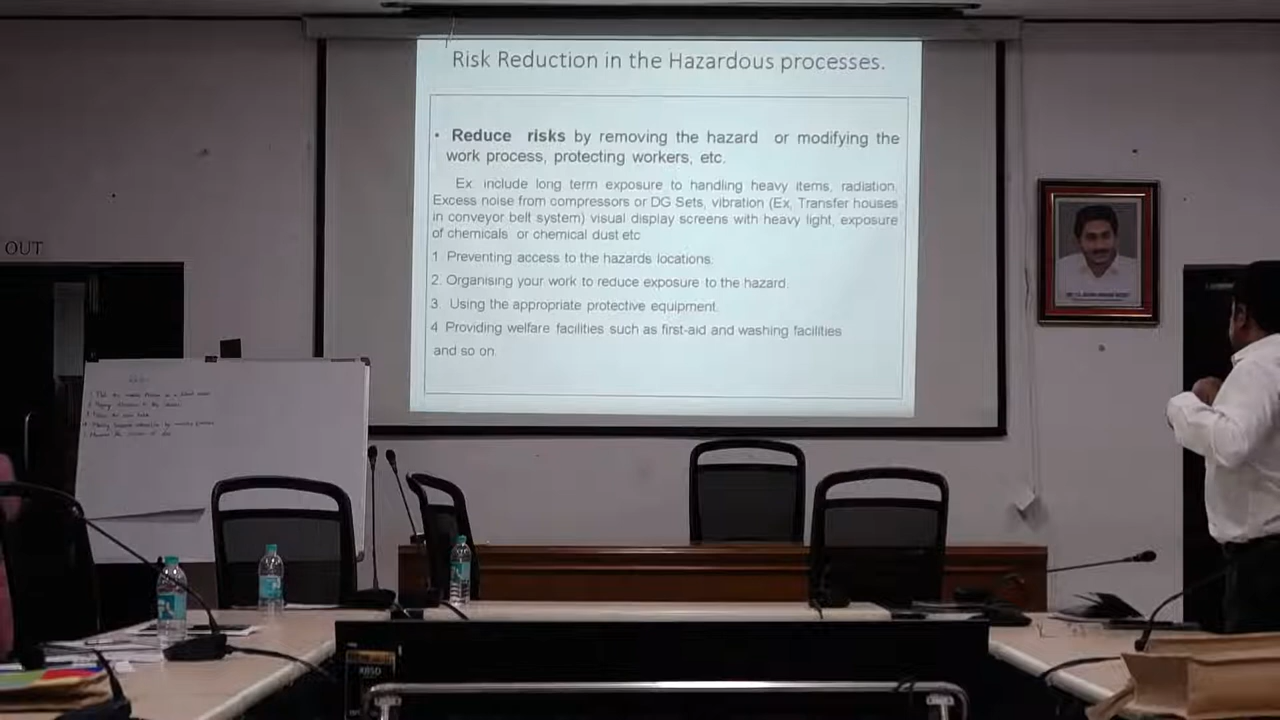 Risk Reduction in the Hazardous processes.
• Reduce risks by removing the hazard or modifying the
work process, protecting workers, etc.
Ex include long term exposure to handling heavy items, radiation,
Excess noise from compressors or DG Sets, vibration (Ex, Transfer houses
in conveyor belt system) visual display screens with heavy light, exposure
of chemicals or chemical dust etc
1 Preventing access to the hazards locations.
2. Organising your work to reduce exposure to the hazard.
3 Using the appropriate protective equipment.
4 Providing welfare facilities such as first-aid and washing facilities
and so on.
OUT